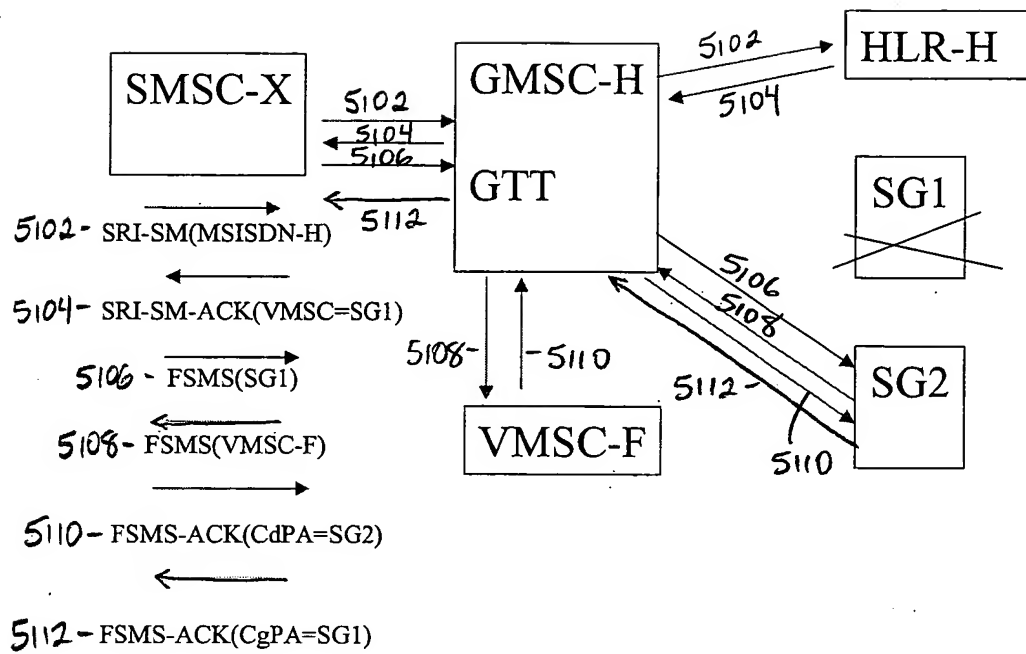 SMSC-X
GMSC-H
GTT
HLR-H
SG1
SG2
VMSC-F
5102
5104
5106
5112
5102
5104
5106
5108
5112
5110
5108
5110
5102 - SRI-SM(MSISDN-H)
5104 - SRI-SM-ACK(VMSC=SG1)
5106 - FSMS(SG1)
5108 - FSMS(VMSC-F)
5110 - FSMS-ACK(CdPA=SG2)
5112 - FSMS-ACK(CgPA=SG1)